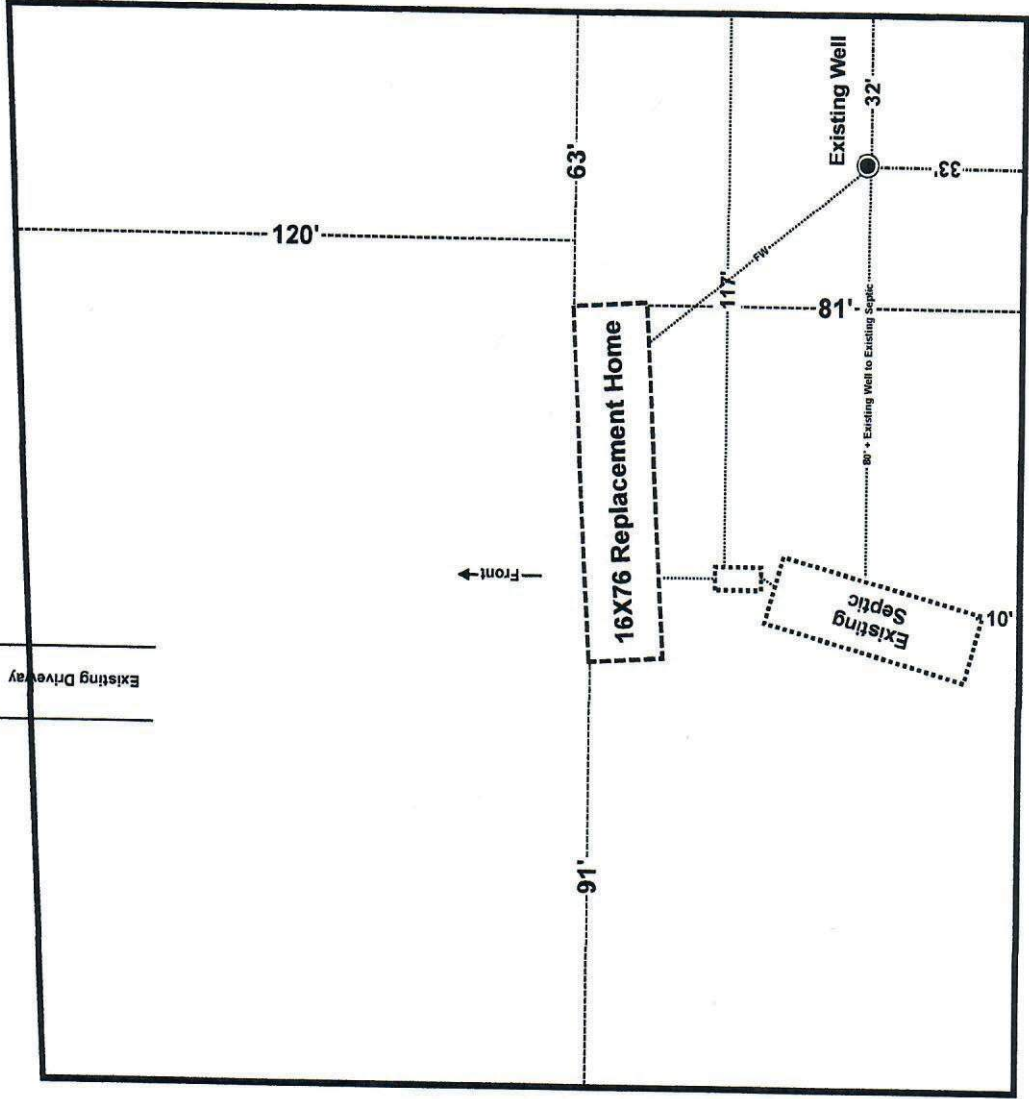 Existing Well
32'
63'
33'
120'
FW
117'
81'
80' + Existing Well to Existing Septic
16X76 Replacement Home
Front
Existing
Septic
10'
Existing Driveway
91'